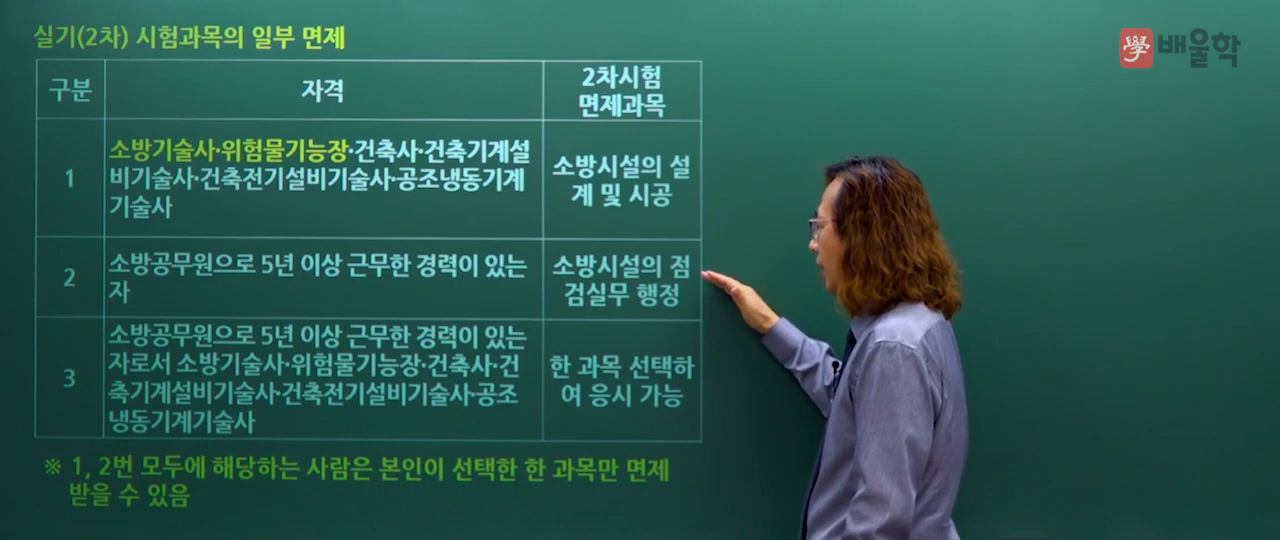 실기(2차) 시험과목의 일부 면제
學 배울학
구분
자격
2차시험
면제과목
1
소방기술사·위험물기능장·건축사·건축기계설
비기술사·건축전기설비기술사·공조냉동기계
기술사
소방시설의 설
계 및 시공
2
소방공무원으로 5년 이상 근무한 경력이 있는
자
소방시설의 점
검실무 행정
3
소방공무원으로 5년 이상 근무한 경력이 있는
자로서 소방기술사·위험물기능장·건축사·건
축기계설비기술사·건축전기설비기술사·공조
냉동기계기술사
한 과목 선택하
여 응시 가능
※ 1, 2번 모두에 해당하는 사람은 본인이 선택한 한 과목만 면제
받을 수 있음